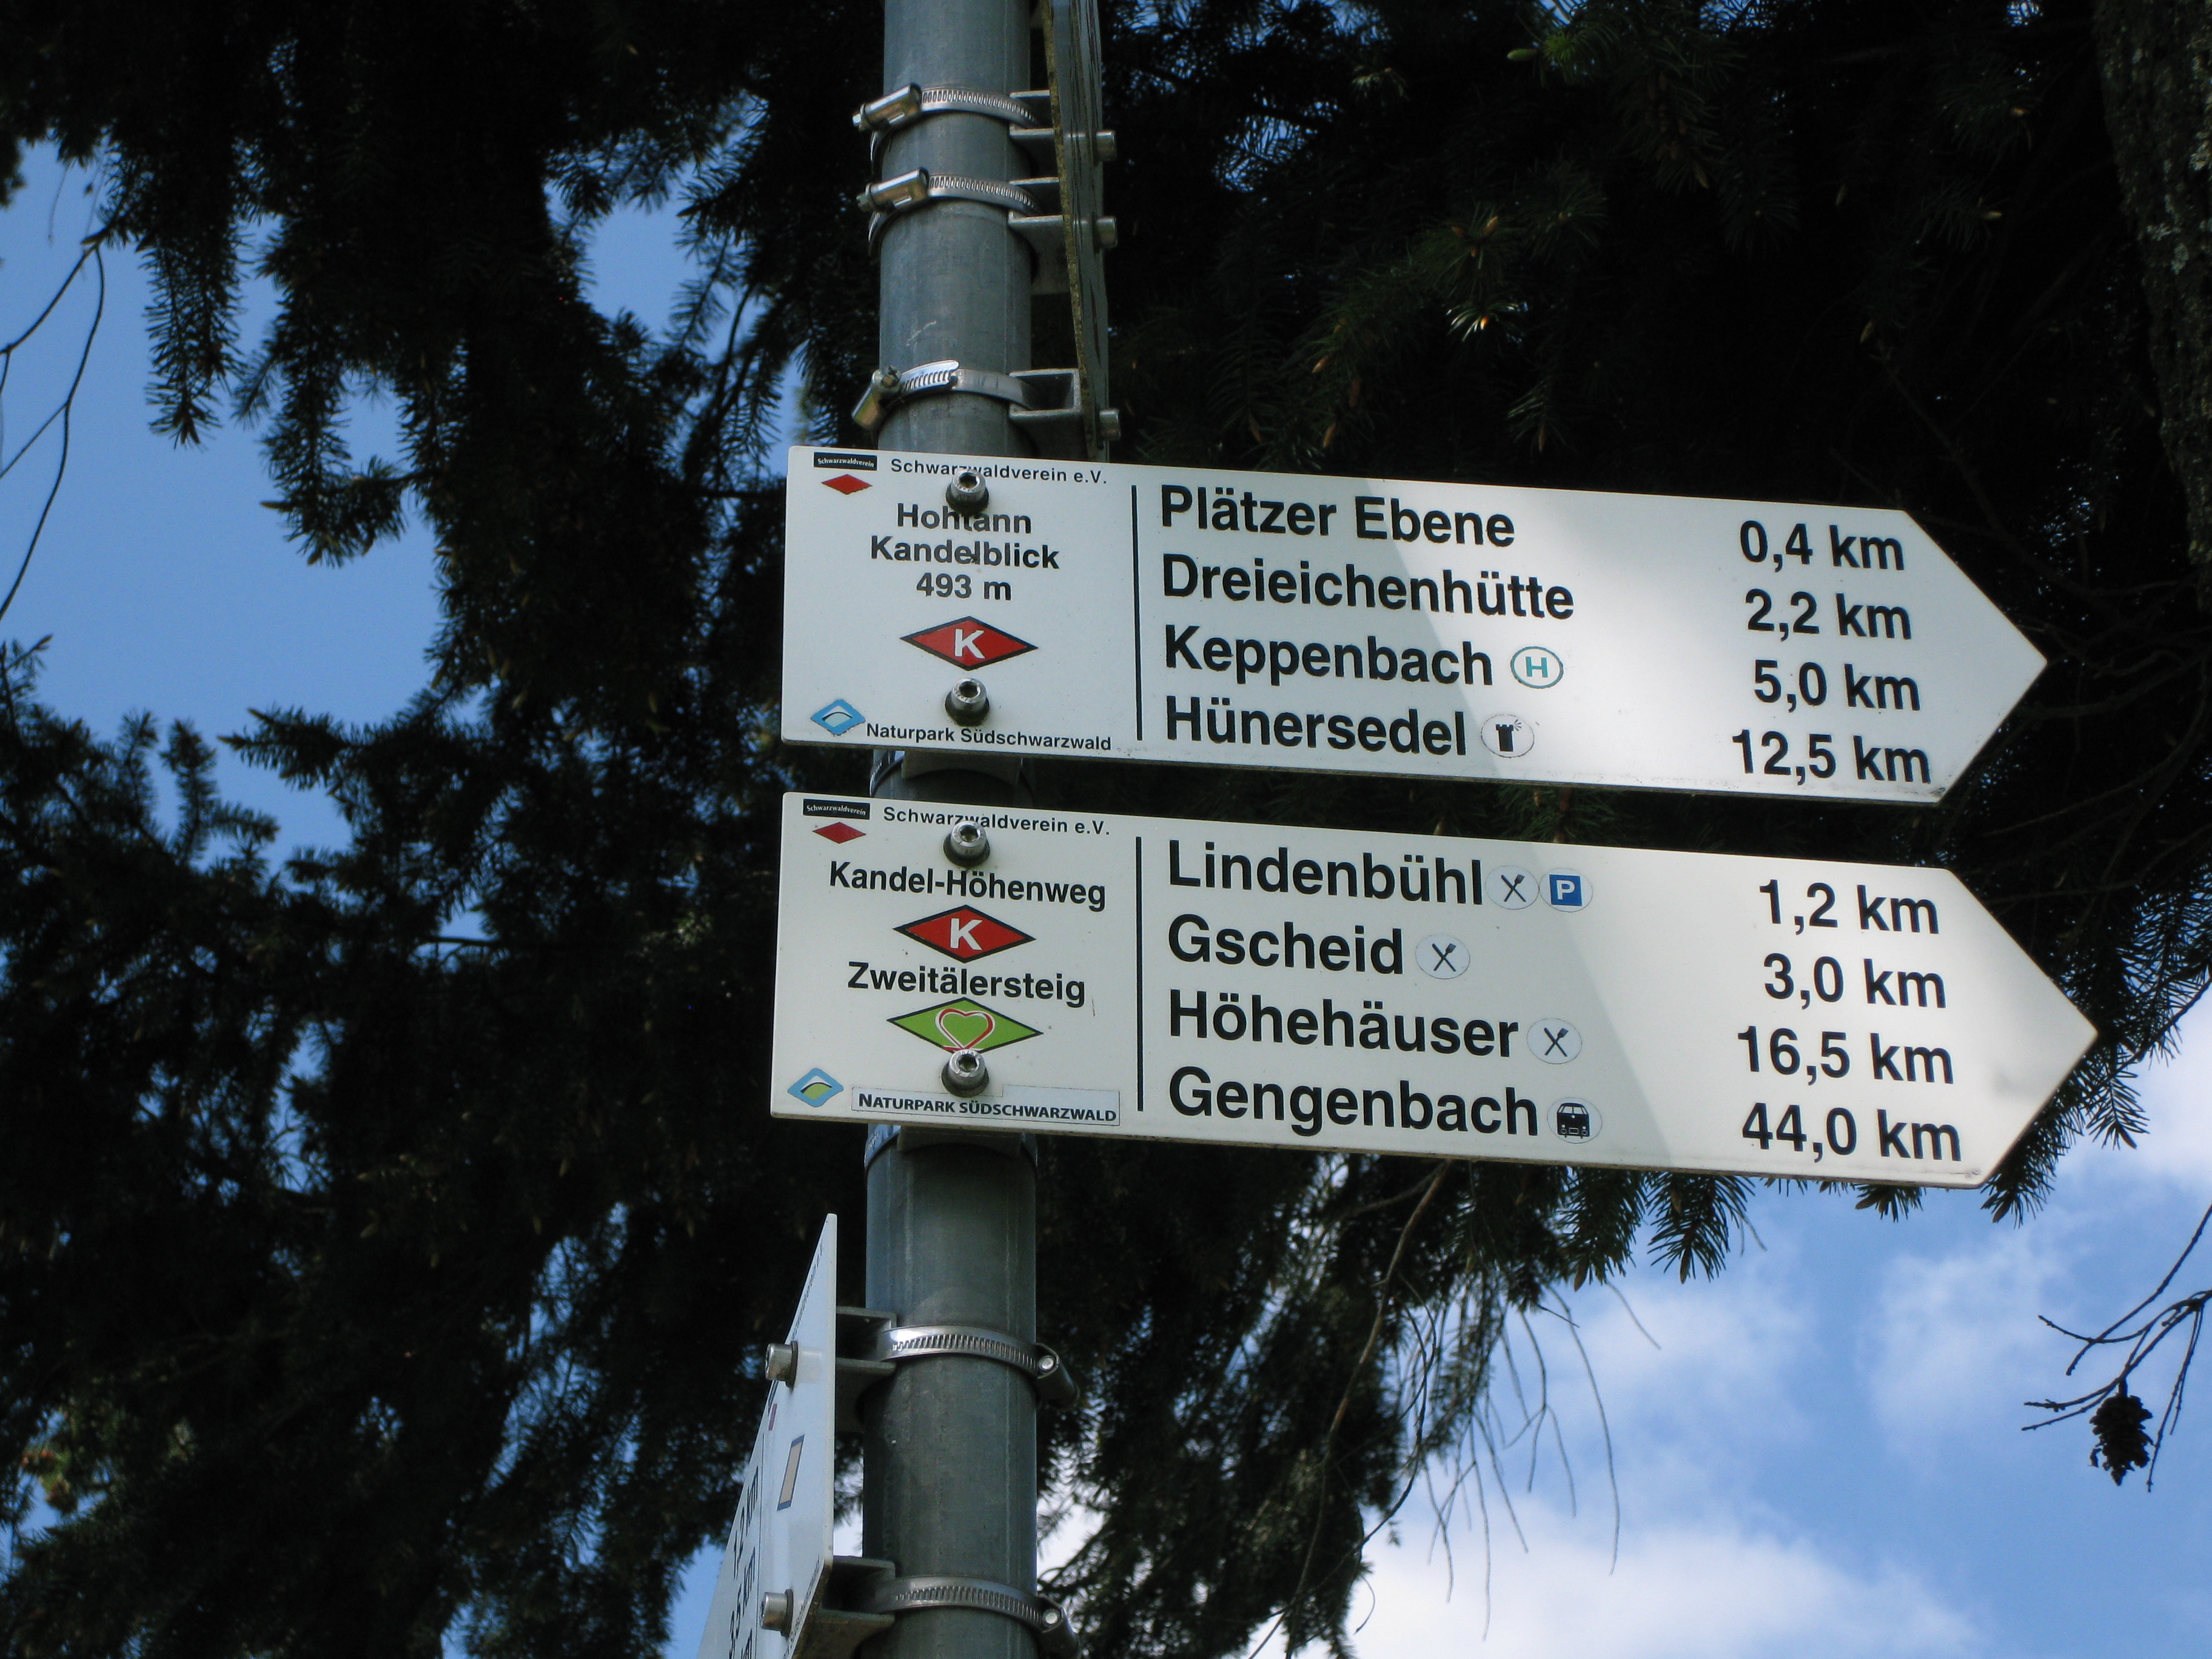 Schwarzwaldverein
Schwarzwaldverein e.V.
Hohtann
Kandelblick
493 m
K
Naturpark Südschwarzwald
Plätzer Ebene 0,4 km
Dreieichenhütte 2,2 km
Keppenbach H 5,0 km
Hünersedel 12,5 km
Schwarzwaldverein
Schwarzwaldverein e.V.
Kandel-Höhenweg
K
Zweitälersteig
NATURPARK SÜDSCHWARZWALD
Lindenbühl P 1,2 km
Gscheid 3,0 km
Höhehäuser 16,5 km
Gengenbach 44,0 km